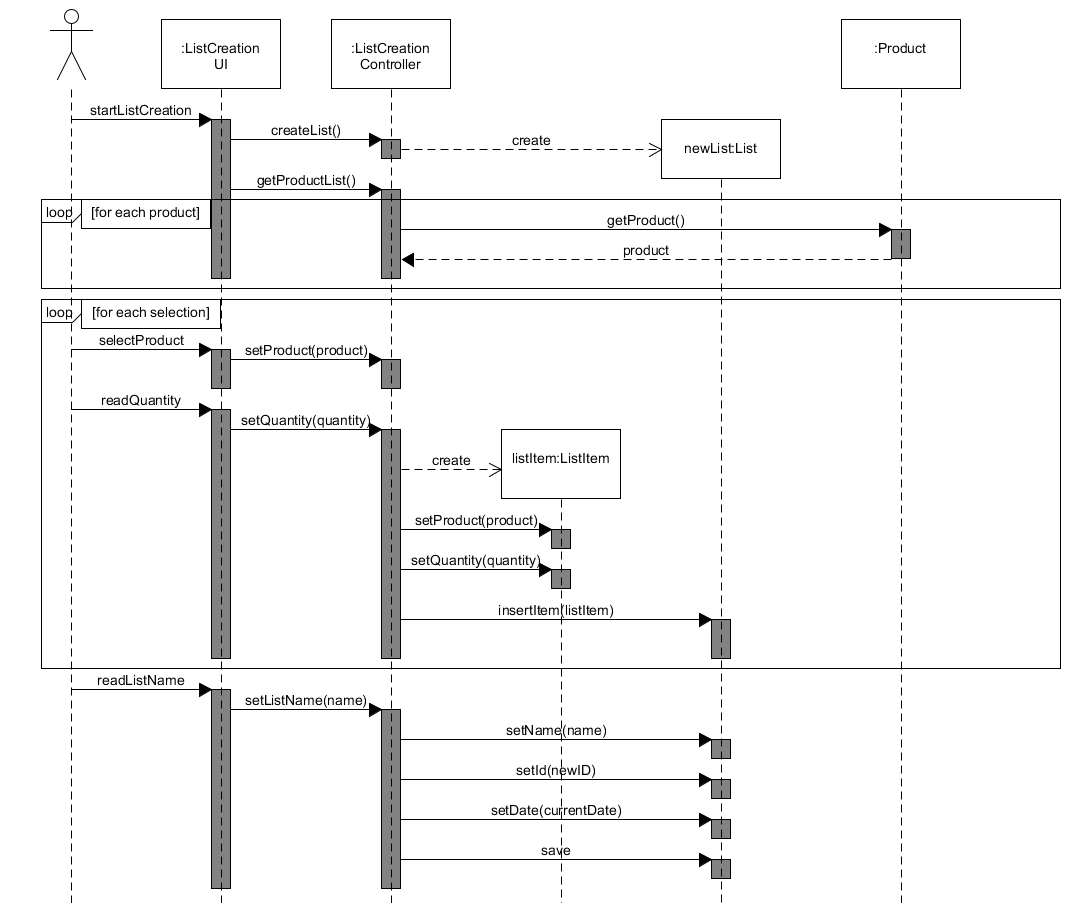 :ListCreation
UI
:ListCreation
Controller
:Product
startListCreation
createList()
create
newList:List
getProductList()
loop
[for each product]
getProduct()
product
loop
[for each selection]
selectProduct
setProduct(product)
readQuantity
setQuantity(quantity)
create
listItem:ListItem
setProduct(product)
setQuantity(quantity)
insertItem(listItem)
readListName
setListName(name)
setName(name)
setId(newID)
setDate(currentDate)
save